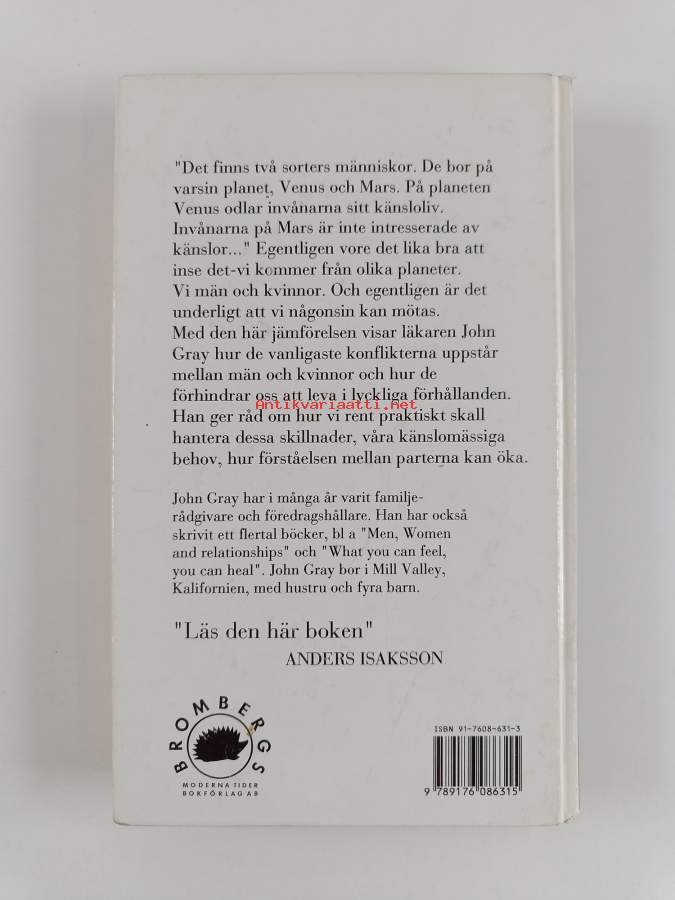 "Det finns två sorters människor. De bor på
varsin planet, Venus och Mars. På planeten
Venus odlar invånarna sitt känsloliv.
Invånarna på Mars är inte intresserade av
känslor..." Egentligen vore det lika bra att
inse det-vi kommer från olika planeter.
Vi män och kvinnor. Och egentligen är det
underligt att vi någonsin kan mötas.
Med den här jämförelsen visar läkaren John
Gray hur de vanligaste konflikterna uppstår
mellan män och kvinnor och hur de
förhindrar oss att leva i lyckliga förhållanden.
Antikvariaatti.net
Han ger råd om hur vi rent praktiskt skall
hantera dessa skillnader, våra känslomässiga
behov, hur förståelsen mellan parterna kan öka.
John Gray har i många år varit familje-
rådgivare och föredragshållare. Han har också
skrivit ett flertal böcker, bl a "Men, Women
and relationships" och "What you can feel,
you can heal". John Gray bor i Mill Valley,
Kalifornien, med hustru och fyra barn.
"Läs den här boken"
ANDERS ISAKSSON
BROMBERGS
MODERNA TIDER
BOKFÖRLAG AB
ISBN 91-7608-631-3
9 789176 086315